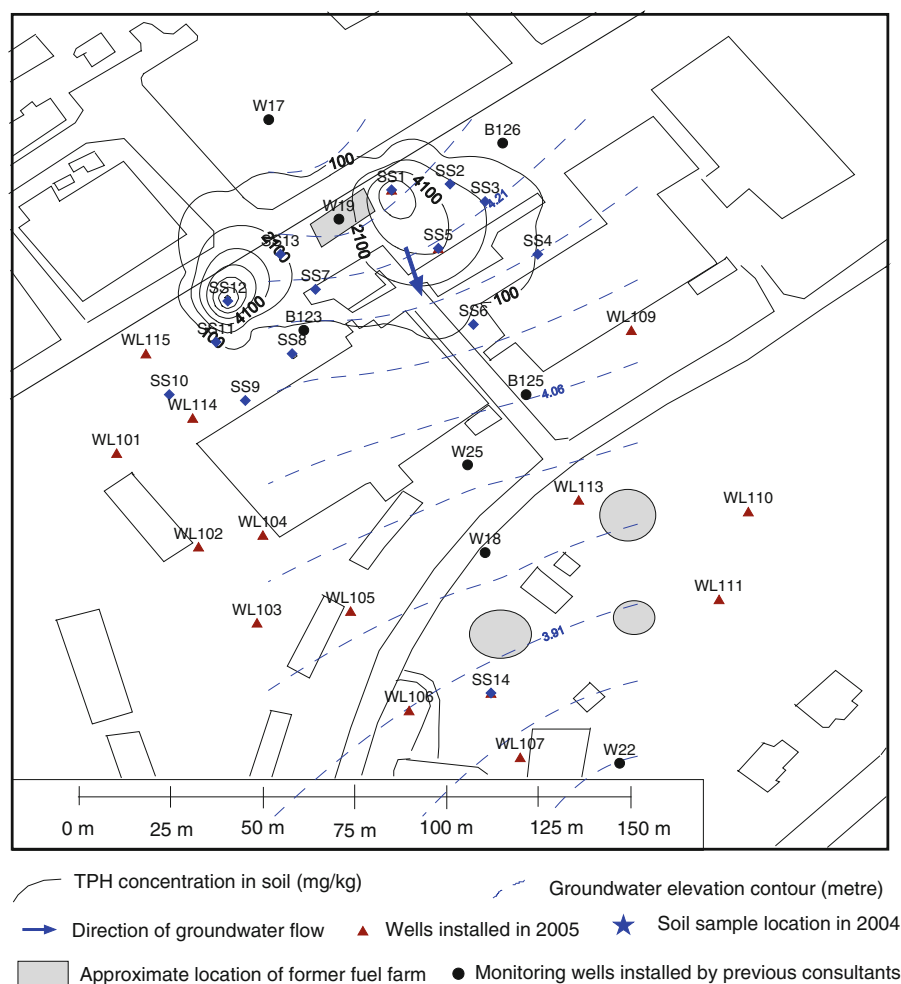 W17
B126
100
SS1
4100
SS2
SS3
4.21
W19
2100
SS13
2100
SS5
SS4
SS12
SS7
4100
100
SS6
SS11
100
B123
SS8
WL109
WL115
SS10
SS9
WL114
B125
4.06
WL101
W25
WL113
WL110
WL102
WL104
W18
WL111
WL103
WL105
3.91
SS14
WL106
WL107
W22
0 m 25 m 50 m 75 m 100 m 125 m 150 m
TPH concentration in soil (mg/kg)
Groundwater elevation contour (metre)
Direction of groundwater flow
Wells installed in 2005
Soil sample location in 2004
Approximate location of former fuel farm
Monitoring wells installed by previous consultants